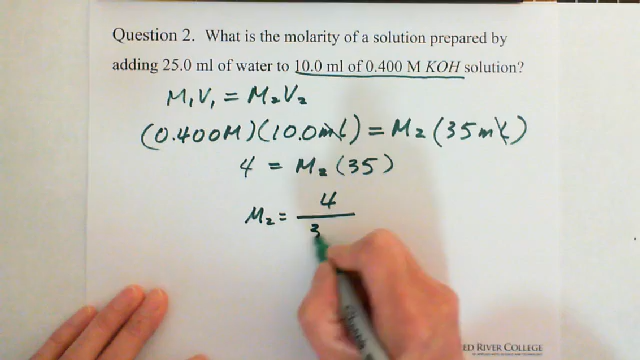 Question 2. What is the molarity of a solution prepared by
adding 25.0 ml of water to 10.0 ml of 0.400 M KOH solution?
M₁V₁ = M₂V₂
(0.400M)(10.0mL) = M₂(35mL)
4 = M₂(35)
M₂ = 4
3
ED RIVER COLLEGE